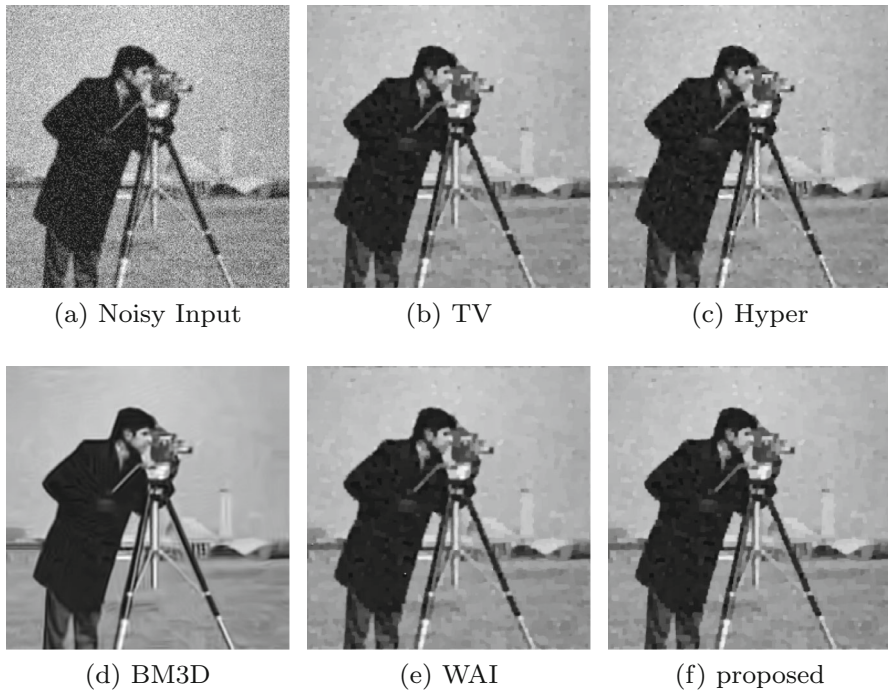 (a) Noisy Input
(b) TV
(c) Hyper
(d) BM3D
(e) WAI
(f) proposed